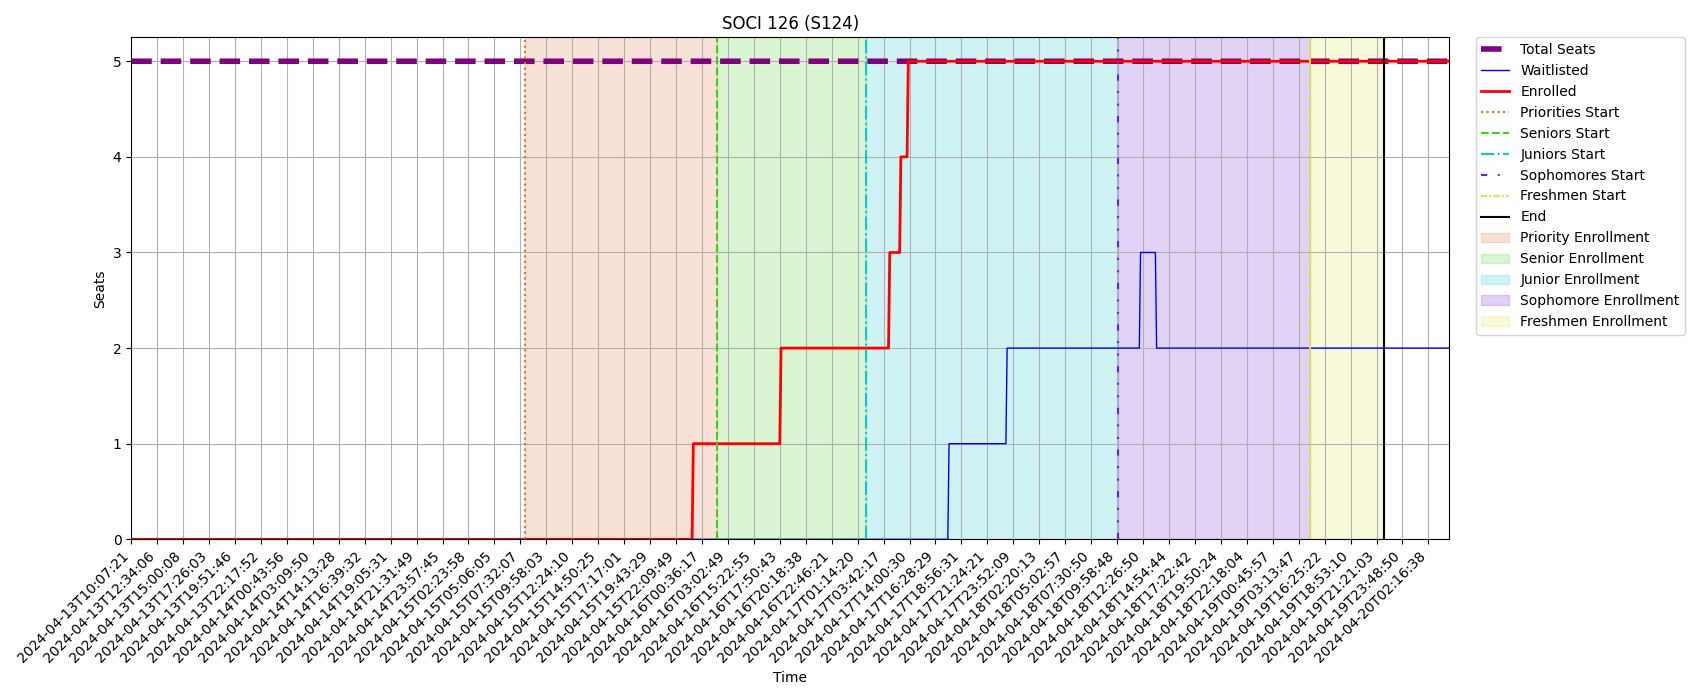 SOCI 126 (S124)
Total Seats
Waitlisted
Enrolled
Priorities Start
Seniors Start
Juniors Start
Sophomores Start
Freshmen Start
End
Priority Enrollment
Senior Enrollment
Junior Enrollment
Sophomore Enrollment
Freshmen Enrollment
Seats
5
4
3
2
1
0
2024-04-13T10:07:21
2024-04-13T12:34:06
2024-04-13T15:00:08
2024-04-13T17:26:03
2024-04-13T19:51:46
2024-04-13T22:17:52
2024-04-14T00:43:56
2024-04-14T03:09:50
2024-04-14T14:13:28
2024-04-14T16:39:32
2024-04-14T19:05:31
2024-04-14T21:31:49
2024-04-14T23:57:45
2024-04-15T02:23:58
2024-04-15T05:06:05
2024-04-15T07:32:07
2024-04-15T09:58:03
2024-04-15T12:24:10
2024-04-15T14:50:25
2024-04-15T17:17:01
2024-04-15T19:43:29
2024-04-15T22:09:49
2024-04-16T00:36:17
2024-04-16T03:02:49
2024-04-16T15:22:55
2024-04-16T17:50:43
2024-04-16T20:18:38
2024-04-16T22:46:21
2024-04-17T01:14:20
2024-04-17T03:42:17
2024-04-17T14:00:30
2024-04-17T16:28:29
2024-04-17T18:56:31
2024-04-17T21:24:21
2024-04-17T23:52:09
2024-04-18T02:20:13
2024-04-18T05:02:57
2024-04-18T07:30:50
2024-04-18T09:58:48
2024-04-18T12:26:50
2024-04-18T14:54:44
2024-04-18T17:22:42
2024-04-18T19:50:24
2024-04-18T22:18:04
2024-04-19T00:45:57
2024-04-19T03:13:47
2024-04-19T16:25:22
2024-04-19T18:53:10
2024-04-19T21:21:03
2024-04-19T23:48:50
2024-04-20T02:16:38
Time